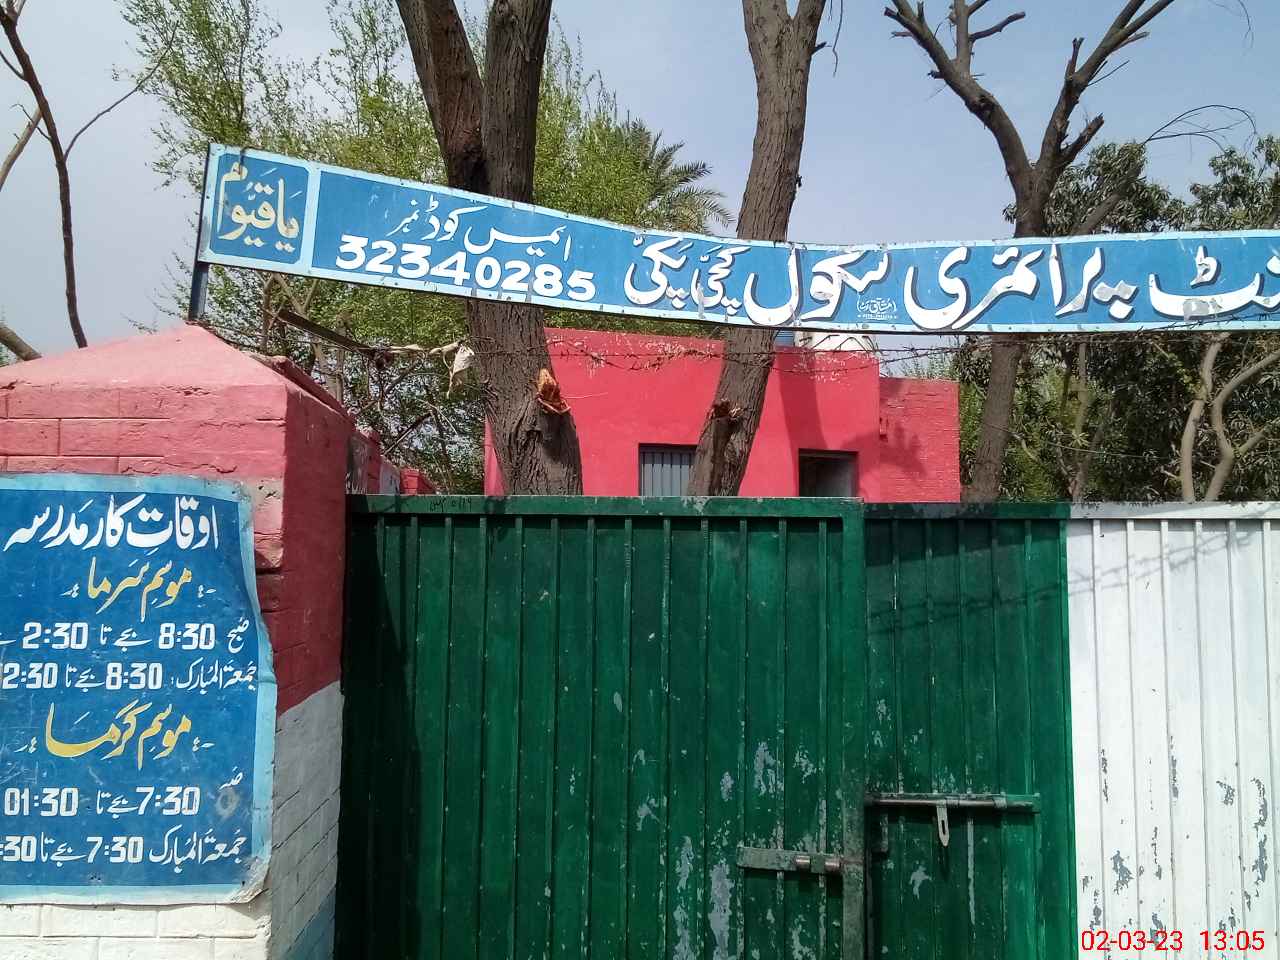 نٹ پرائمری سکول کچی پکی
ایمیس کوڈ نمبر
32340285
یَا قَیُّوم
اوقات کار مدرسہ
موسمِ سرما
صبح 8:30 بجے تا 2:30
جمعۃ المبارک 8:30 بجے تا 2:30
موسمِ گرما
صبح 7:30 بجے تا 01:30
جمعۃ المبارک 7:30 بجے تا :30
02-03-23 13:05